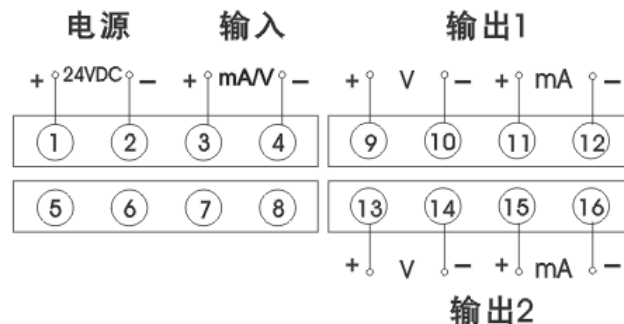 电源 输入 输出1
+ 24VDC − + mA/V − + V − + mA −
1 2 3 4 9 10 11 12
5 6 7 8 13 14 15 16
+ V − + mA −
输出2